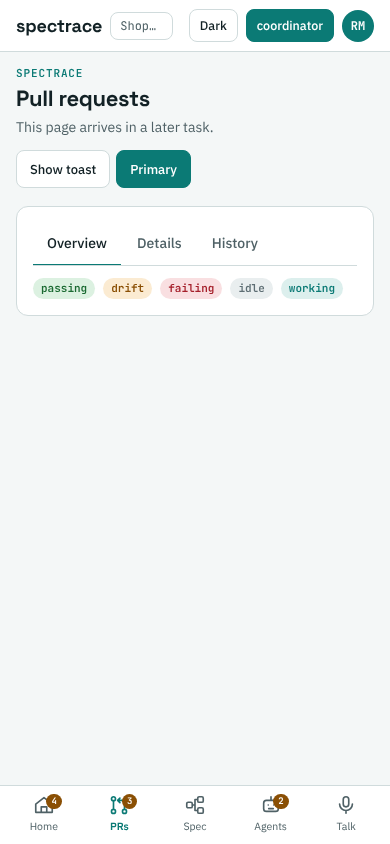 spectrace Shop… Dark coordinator RM
SPECTRACE
Pull requests
This page arrives in a later task.
Show toast Primary
Overview Details History
passing drift failing idle working
4 3 2
Home PRs Spec Agents Talk